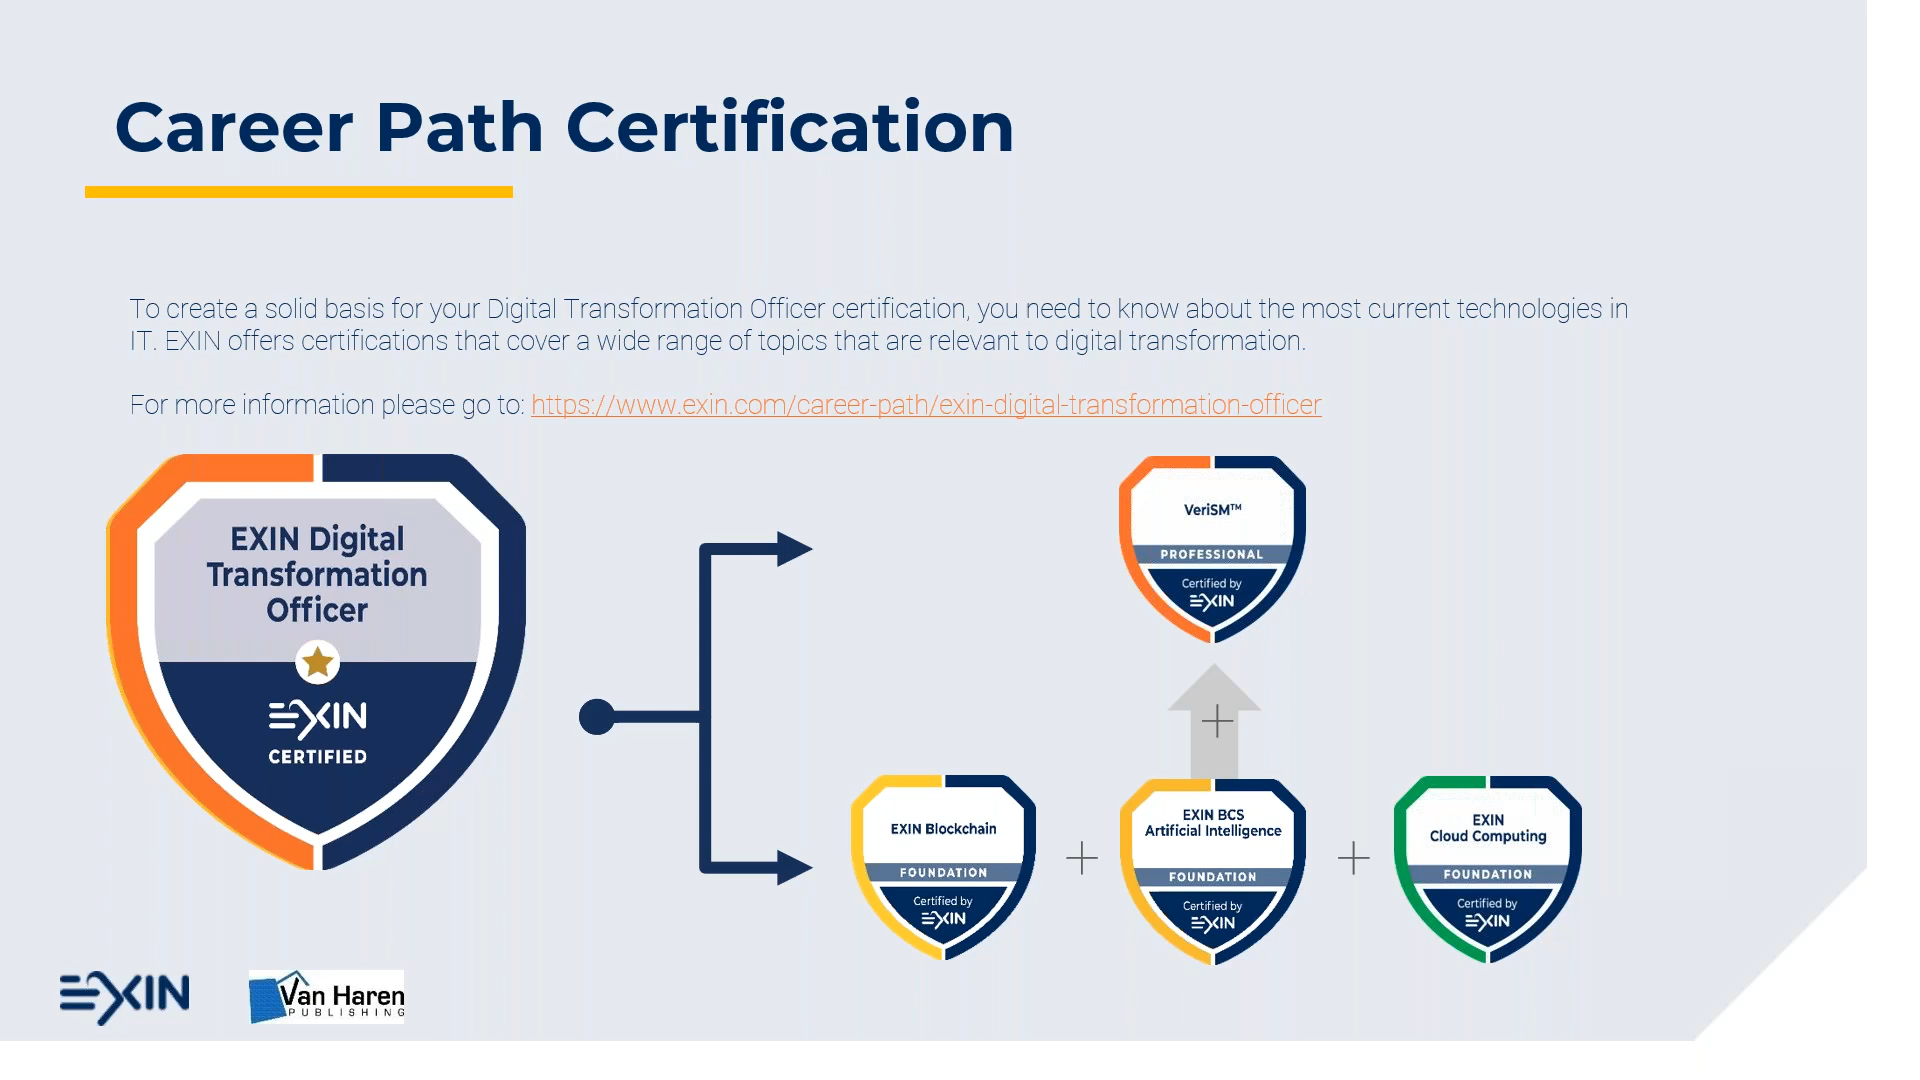 Career Path Certification
To create a solid basis for your Digital Transformation Officer certification, you need to know about the most current technologies in
IT. EXIN offers certifications that cover a wide range of topics that are relevant to digital transformation.
For more information please go to: https://www.exin.com/career-path/exin-digital-transformation-officer
EXIN Digital
Transformation
Officer
EXIN
CERTIFIED
VeriSM™
PROFESSIONAL
Certified by
EXIN
EXIN Blockchain
FOUNDATION
Certified by
EXIN
+
EXIN BCS
Artificial Intelligence
FOUNDATION
Certified by
EXIN
+
EXIN
Cloud Computing
FOUNDATION
Certified by
EXIN
+
EXIN
Van Haren
PUBLISHING